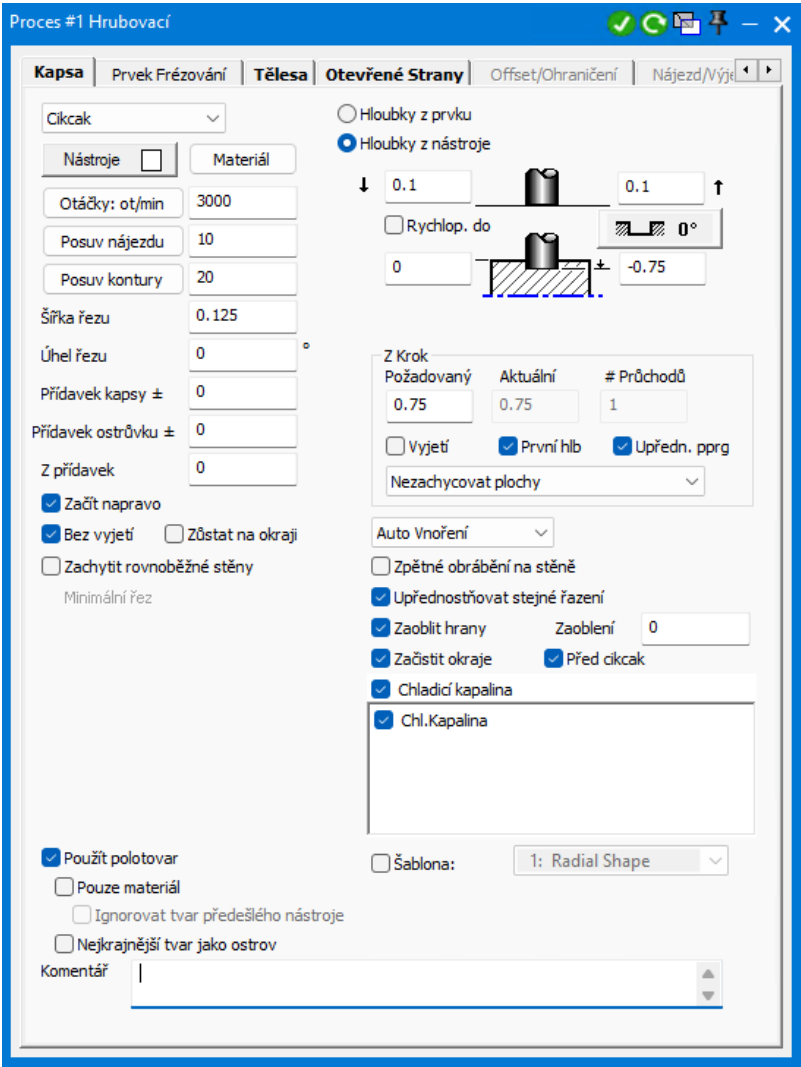 Proces #1 Hrubovací
Kapsa
Prvek Frézování
Tělesa
Otevřené Strany
Offset/Ohraničení
Nájezd/Výje
Cikcak
Nástroje
Materiál
Otáčky: ot/min
3000
Posuv nájezdu
10
Posuv kontury
20
Šířka řezu
0.125
Úhel řezu
0
°
Přídavek kapsy ±
0
Přídavek ostrůvku ±
0
Z přídavek
0
Začít napravo
Bez vyjetí
Zůstat na okraji
Zachytit rovnoběžné stěny
Minimální řez
Hloubky z prvku
Hloubky z nástroje
0.1
0.1
Rychlop. do
0°
0
-0.75
Z Krok
Požadovaný
Aktuální
# Průchodů
0.75
0.75
1
Vyjetí
První hlb
Upředn. pprg
Nezachycovat plochy
Auto Vnoření
Zpětné obrábění na stěně
Upřednostňovat stejné řazení
Zaoblit hrany
Zaoblení
0
Začistit okraje
Před cikcak
Chladicí kapalina
Chl.Kapalina
Použít polotovar
Pouze materiál
Ignorovat tvar předešlého nástroje
Nejkrajnější tvar jako ostrov
Šablona:
1: Radial Shape
Komentář